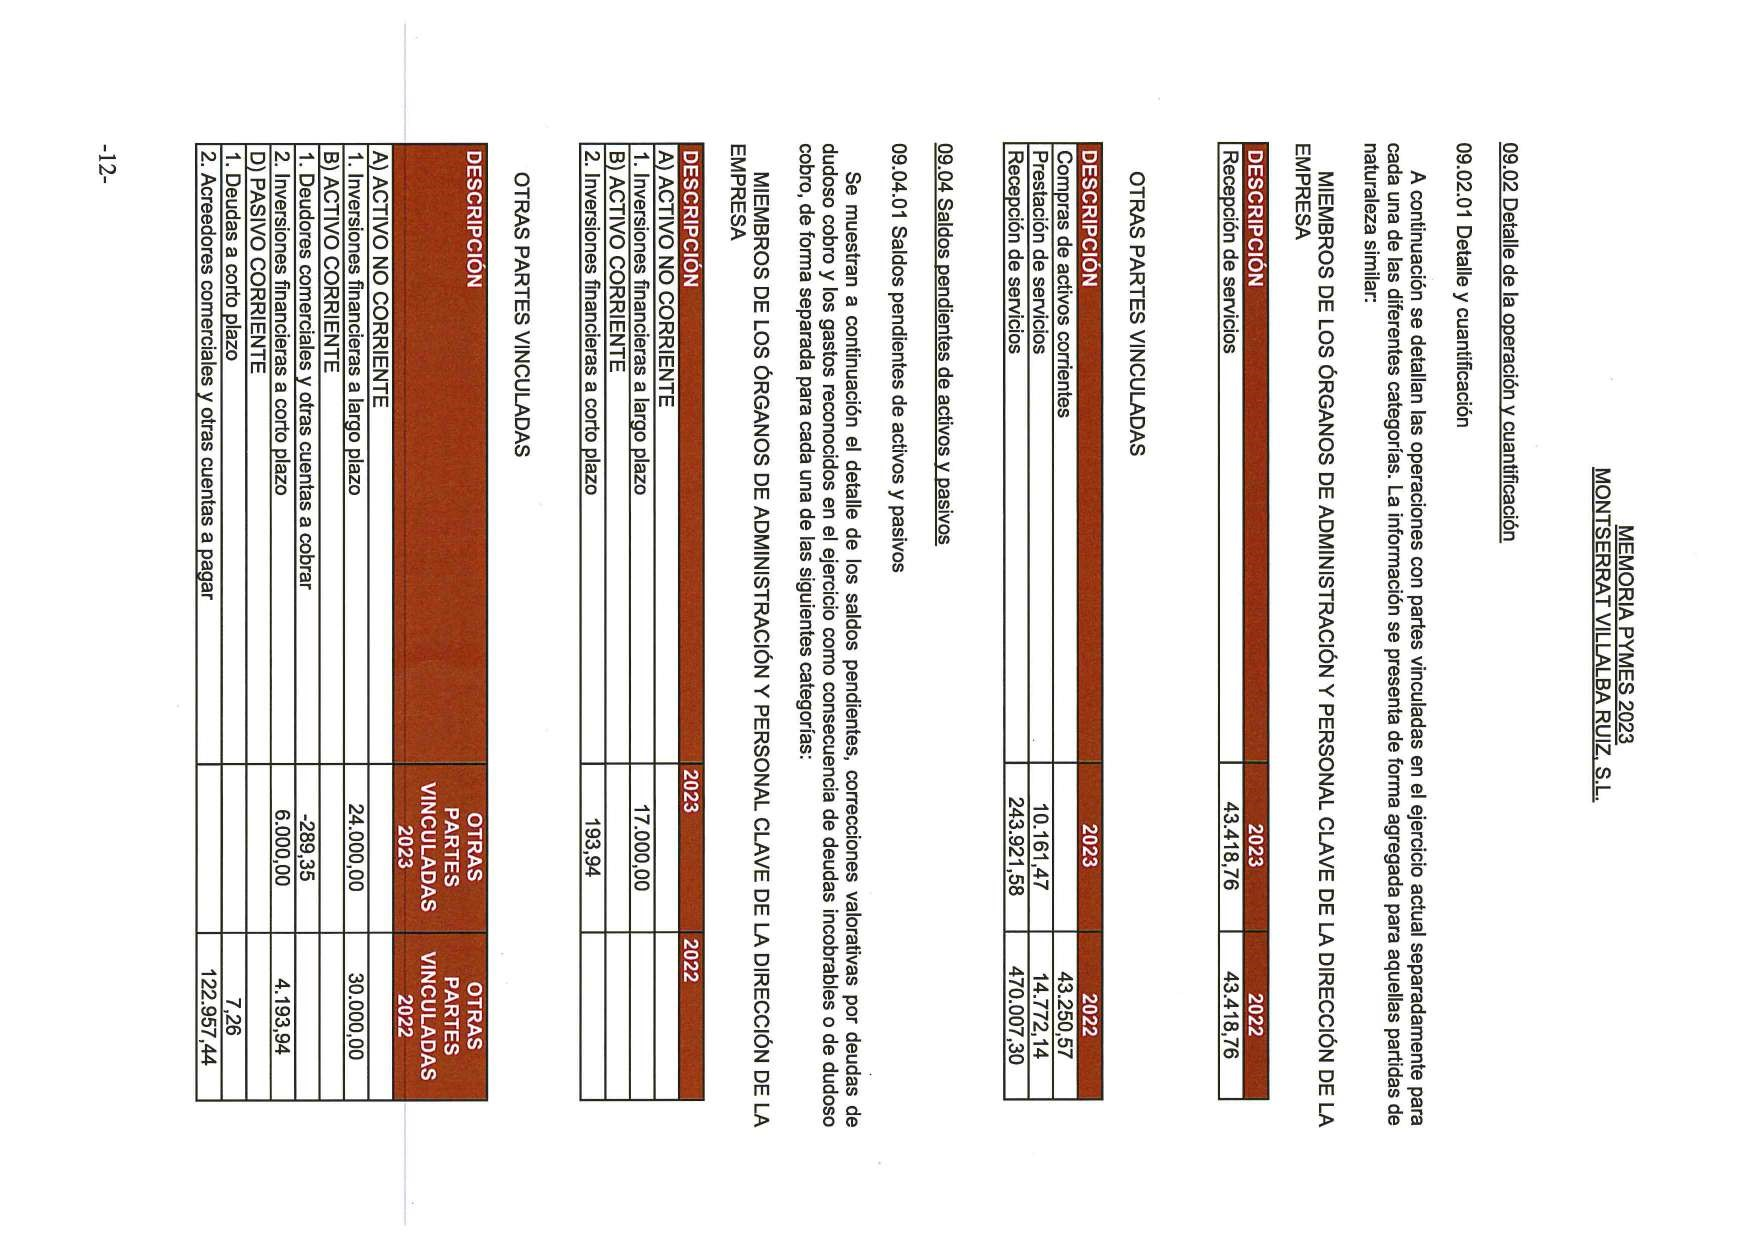 MEMORIA PYMES 2023
MONTSERRAT VILLALBA RUIZ, S.L.
09.02 Detalle de la operación y cuantificación
09.02.01 Detalle y cuantificación
A continuación se detallan las operaciones con partes vinculadas en el ejercicio actual separadamente para
cada una de las diferentes categorías. La información se presenta de forma agregada para aquellas partidas de
naturaleza similar:
MIEMBROS DE LOS ÓRGANOS DE ADMINISTRACIÓN Y PERSONAL CLAVE DE LA DIRECCIÓN DE LA
EMPRESA
DESCRIPCIÓN 2023 2022
Recepción de servicios 43.418,76 43.418,76
OTRAS PARTES VINCULADAS
DESCRIPCIÓN 2023 2022
Compras de activos corrientes 43.250,57
Prestación de servicios 10.161,47 14.772,14
Recepción de servicios 243.921,58 470.007,30
09.04 Saldos pendientes de activos y pasivos
09.04.01 Saldos pendientes de activos y pasivos
Se muestran a continuación el detalle de los saldos pendientes, correcciones valorativas por deudas de
dudoso cobro y los gastos reconocidos en el ejercicio como consecuencia de deudas incobrables o de dudoso
cobro, de forma separada para cada una de las siguientes categorías:
MIEMBROS DE LOS ÓRGANOS DE ADMINISTRACIÓN Y PERSONAL CLAVE DE LA DIRECCIÓN DE LA
EMPRESA
DESCRIPCIÓN 2023 2022
A) ACTIVO NO CORRIENTE
1. Inversiones financieras a largo plazo 17.000,00
B) ACTIVO CORRIENTE
2. Inversiones financieras a corto plazo 193,94
OTRAS PARTES VINCULADAS
DESCRIPCIÓN OTRAS OTRAS
PARTES PARTES
VINCULADAS VINCULADAS
2023 2022
A) ACTIVO NO CORRIENTE
1. Inversiones financieras a largo plazo 24.000,00 30.000,00
B) ACTIVO CORRIENTE
1. Deudores comerciales y otras cuentas a cobrar -289,35
2. Inversiones financieras a corto plazo 6.000,00 4.193,94
D) PASIVO CORRIENTE
1. Deudas a corto plazo 7,26
2. Acreedores comerciales y otras cuentas a pagar 122.957,44
-12-